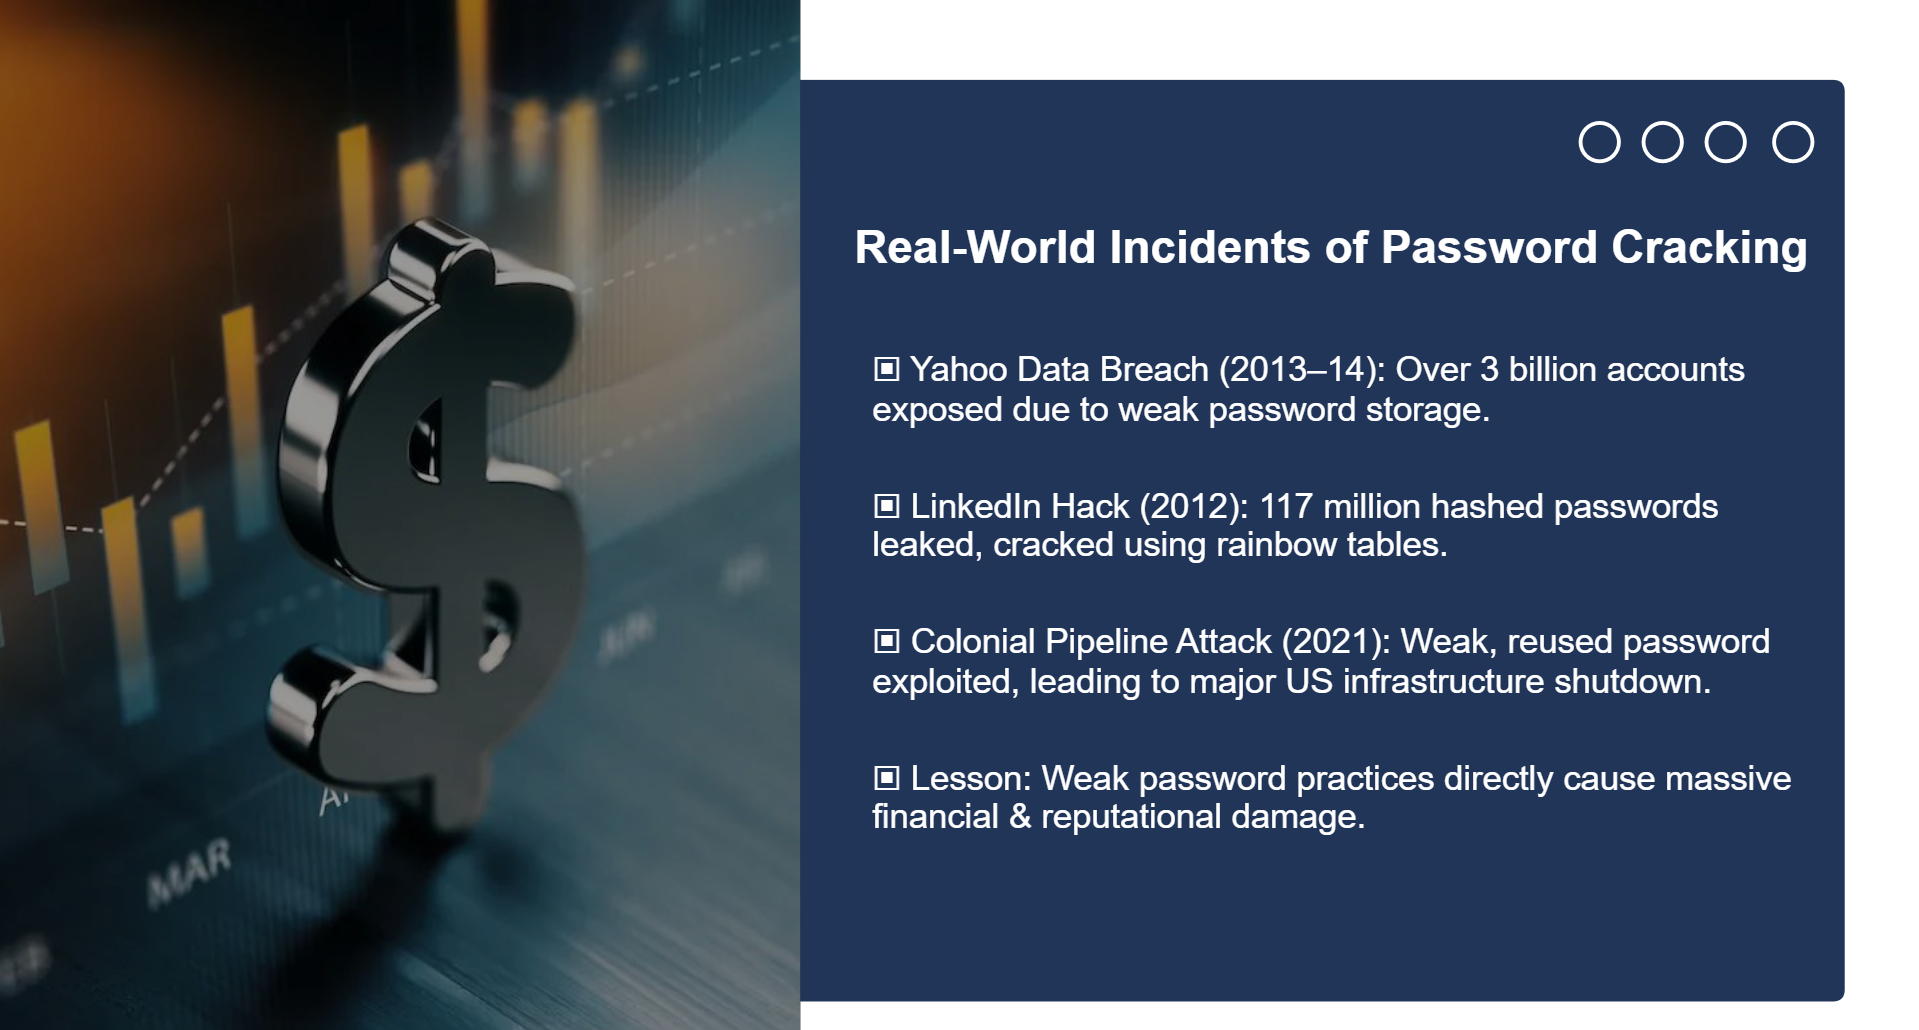 Real-World Incidents of Password Cracking
▣ Yahoo Data Breach (2013–14): Over 3 billion accounts
exposed due to weak password storage.
▣ LinkedIn Hack (2012): 117 million hashed passwords
leaked, cracked using rainbow tables.
▣ Colonial Pipeline Attack (2021): Weak, reused password
exploited, leading to major US infrastructure shutdown.
▣ Lesson: Weak password practices directly cause massive
financial & reputational damage.
MAR